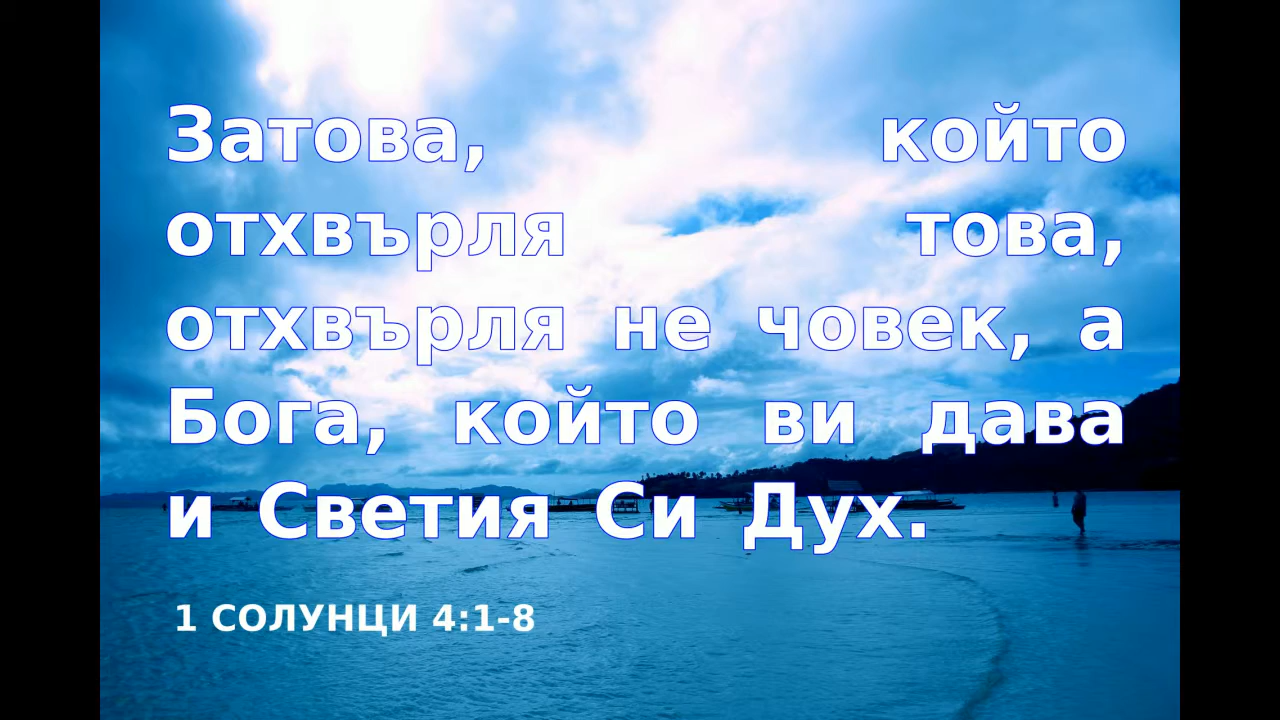 Затова, който
отхвърля това,
отхвърля не човек, а
Бога, който ви дава
и Светия Си Дух.
1 СОЛУНЦИ 4:1-8